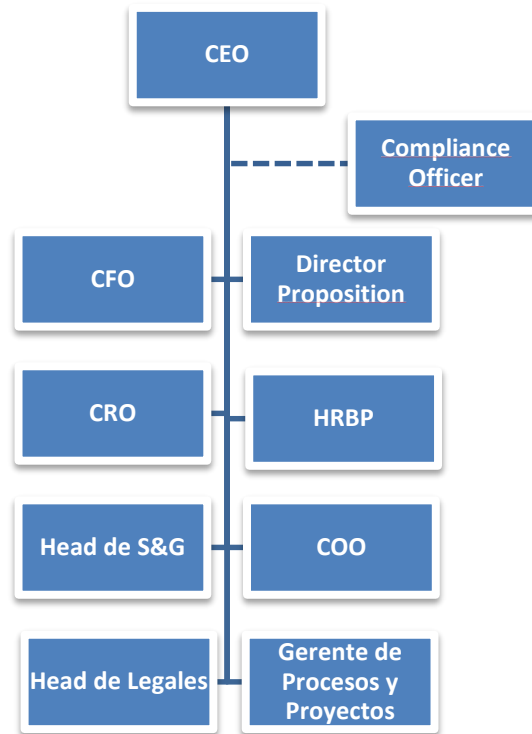 CEO
Compliance
Officer
CFO
Director
Proposition
CRO
HRBP
Head de S&G
COO
Head de Legales
Gerente de
Procesos y
Proyectos